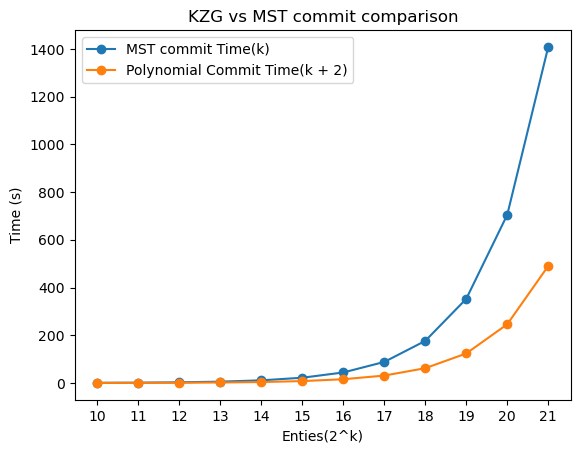 KZG vs MST commit comparison
MST commit Time(k)
Polynomial Commit Time(k + 2)
1400
1200
1000
800
600
400
200
0
Time (s)
10 11 12 13 14 15 16 17 18 19 20 21
Enties(2^k)